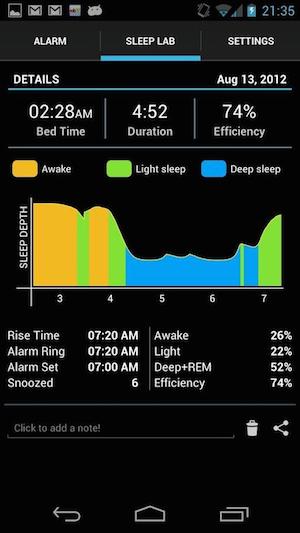 21:35
ALARM SLEEP LAB SETTINGS
DETAILS Aug 13, 2012
02:28AM 4:52 74%
Bed Time Duration Efficiency
Awake Light sleep Deep sleep
SLEEP DEPTH
3 4 5 6 7
Rise Time 07:20 AM Awake 26%
Alarm Ring 07:20 AM Light 22%
Alarm Set 07:00 AM Deep+REM 52%
Snoozed 6 Efficiency 74%
Click to add a note!